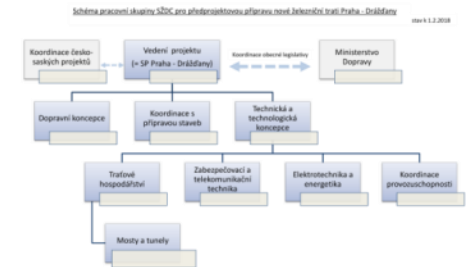 Schéma pracovní skupiny SŽDC pro předprojektovou přípravu nové železniční trati Praha - Drážďany
stav k 1.2.2018
Koordinace česko-
saských projektů
Vedení projektu
(= SP Praha - Drážďany)
Koordinace obecné legislativy
Ministerstvo
Dopravy
Dopravní koncepce
Koordinace s
přípravou staveb
Technická a
technologická
koncepce
Traťové
hospodářství
Zabezpečovací a
telekomunikační
technika
Elektrotechnika a
energetika
Koordinace
provozuschopnosti
Mosty a tunely